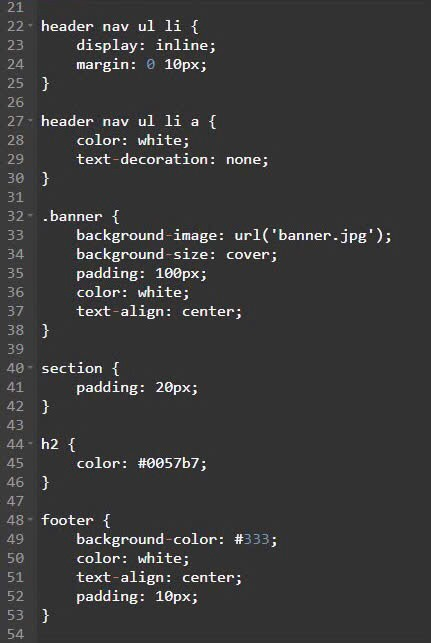 21
22 header nav ul li {
23     display: inline;
24     margin: 0 10px;
25 }
26
27 header nav ul li a {
28     color: white;
29     text-decoration: none;
30 }
31
32 .banner {
33     background-image: url('banner.jpg');
34     background-size: cover;
35     padding: 100px;
36     color: white;
37     text-align: center;
38 }
39
40 section {
41     padding: 20px;
42 }
43
44 h2 {
45     color: #0057b7;
46 }
47
48 footer {
49     background-color: #333;
50     color: white;
51     text-align: center;
52     padding: 10px;
53 }
54